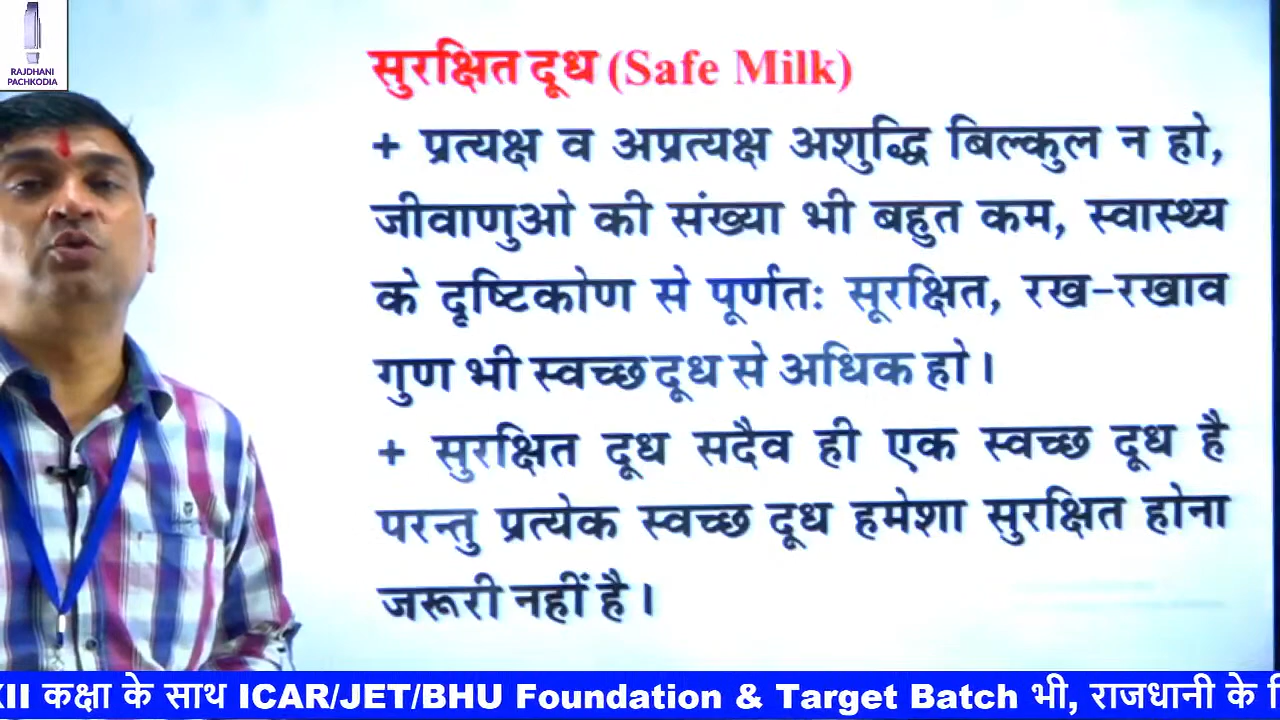 RAJDHANI
PACHKODIA
सुरक्षित दूध (Safe Milk)
+ प्रत्यक्ष व अप्रत्यक्ष अशुद्धि बिल्कुल न हो,
जीवाणुओ की संख्या भी बहुत कम, स्वास्थ्य
के दृष्टिकोण से पूर्णतः सूरक्षित, रख-रखाव
गुण भी स्वच्छ दूध से अधिक हो।
+ सुरक्षित दूध सदैव ही एक स्वच्छ दूध है
परन्तु प्रत्येक स्वच्छ दूध हमेशा सुरक्षित होना
जरूरी नहीं है।
XII कक्षा के साथ ICAR/JET/BHU Foundation & Target Batch भी, राजधानी के